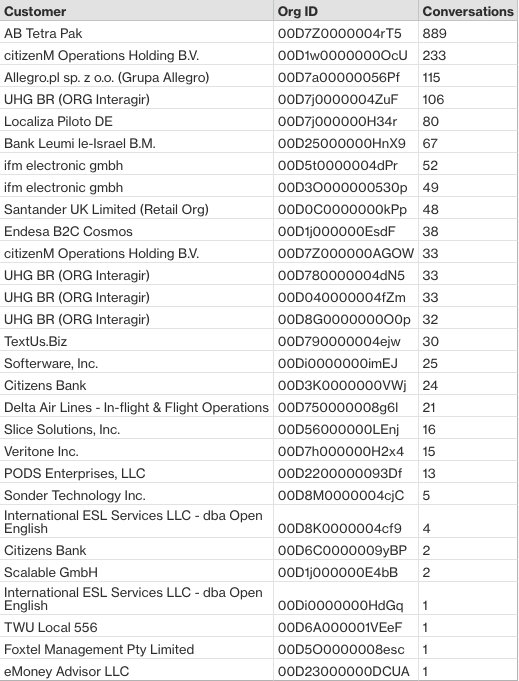 Customer Org ID Conversations
AB Tetra Pak 00D7Z0000004rT5 889
citizenM Operations Holding B.V. 00D1w0000000OcU 233
Allegro.pl sp. z o.o. (Grupa Allegro) 00D7a00000056Pf 115
UHG BR (ORG Interagir) 00D7j0000004ZuF 106
Localiza Piloto DE 00D7j000000H34r 80
Bank Leumi le-Israel B.M. 00D25000000HnX9 67
ifm electronic gmbh 00D5t0000004dPr 52
ifm electronic gmbh 00D3O000000530p 49
Santander UK Limited (Retail Org) 00D0C0000000kPp 48
Endesa B2C Cosmos 00D1j000000EsdF 38
citizenM Operations Holding B.V. 00D7Z000000AGOW 33
UHG BR (ORG Interagir) 00D780000004dN5 33
UHG BR (ORG Interagir) 00D040000004fZm 33
UHG BR (ORG Interagir) 00D8G0000000O0p 32
TextUs.Biz 00D790000004ejw 30
Softerware, Inc. 00Di0000000imEJ 25
Citizens Bank 00D3K0000000VWj 24
Delta Air Lines - In-flight & Flight Operations 00D750000008g6I 21
Slice Solutions, Inc. 00D56000000LEnj 16
Veritone Inc. 00D7h000000H2x4 15
PODS Enterprises, LLC 00D2200000093Df 13
Sonder Technology Inc. 00D8M0000004cjC 5
International ESL Services LLC - dba Open
English 00D8K0000004cf9 4
Citizens Bank 00D6C0000009yBP 2
Scalable GmbH 00D1j000000E4bB 2
International ESL Services LLC - dba Open
English 00Di0000000HdGq 1
TWU Local 556 00D6A000001VEeF 1
Foxtel Management Pty Limited 00D5O0000008esc 1
eMoney Advisor LLC 00D23000000DCUA 1